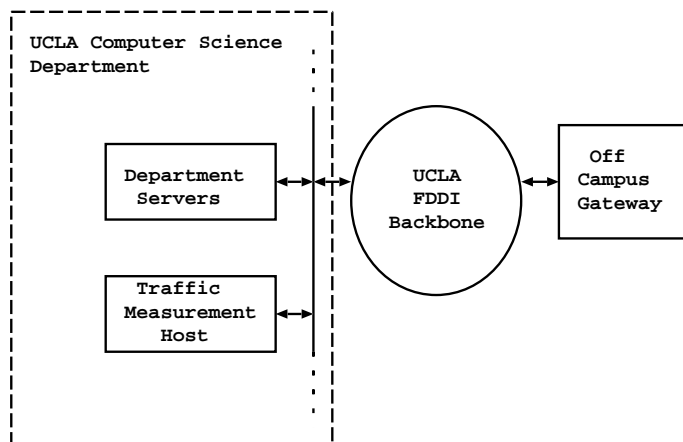 UCLA Computer Science
Department
Department
Servers
Traffic
Measurement
Host
UCLA
FDDI
Backbone
Off
Campus
Gateway